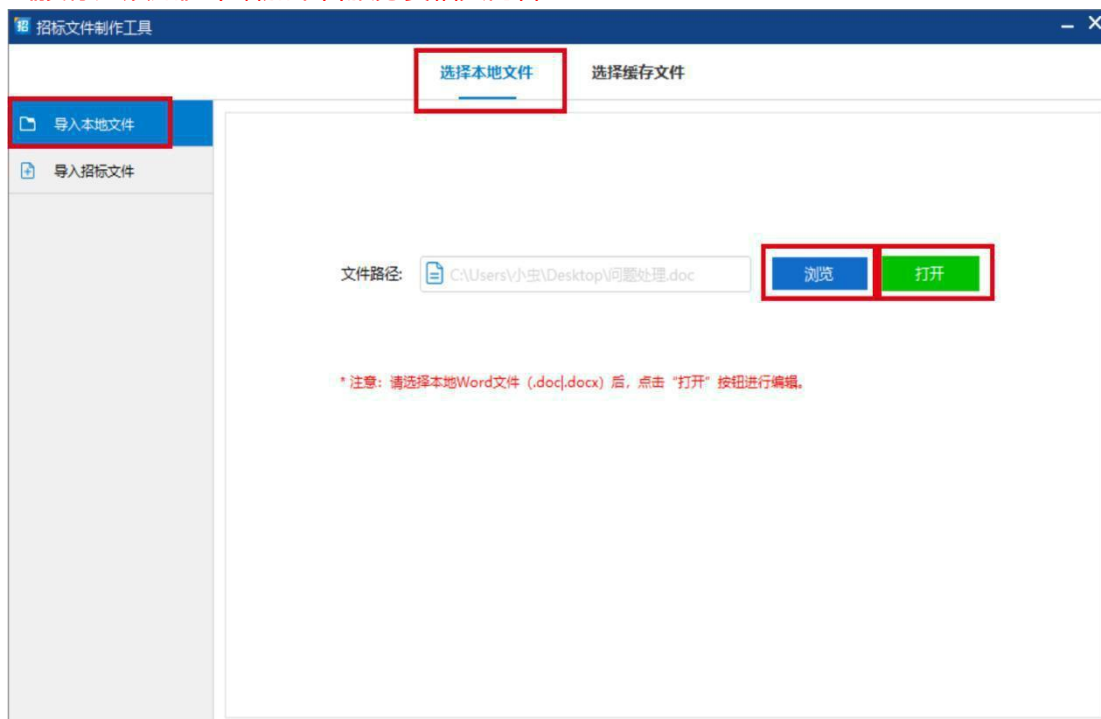 招标文件制作工具
选择本地文件 选择缓存文件
导入本地文件
导入招标文件
文件路径: C:\Users\小虫\Desktop\问题处理.doc 浏览 打开
* 注意：请选择本地Word文件（.doc|.docx）后，点击“打开”按钮进行编辑。